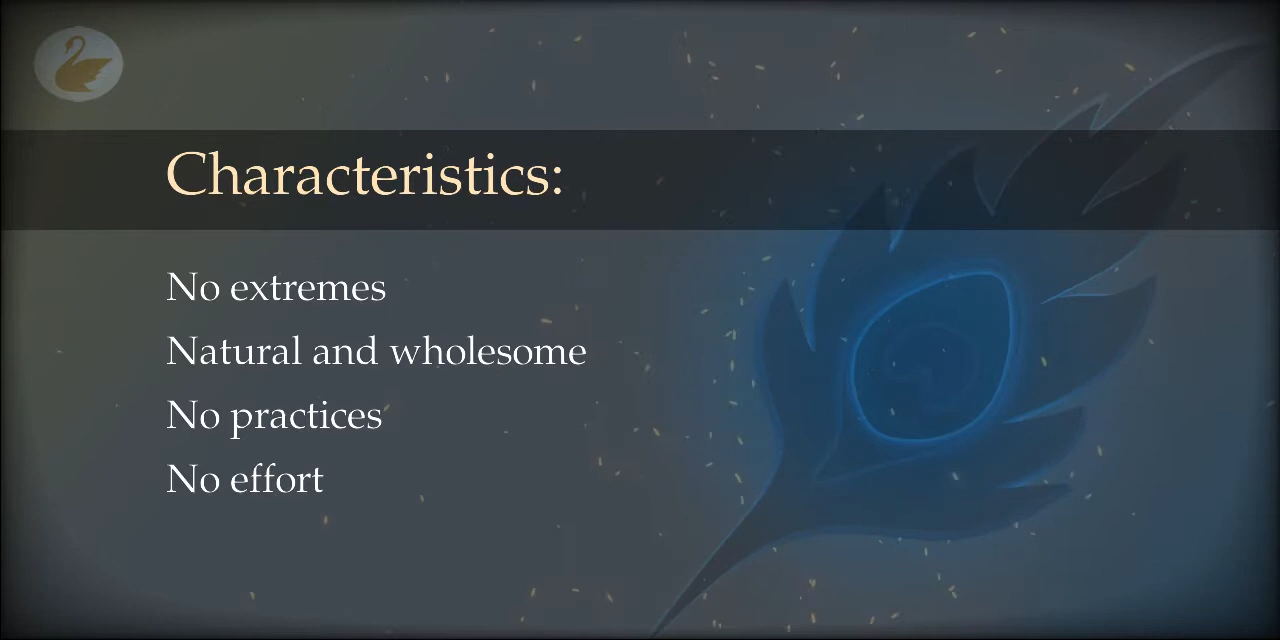 Characteristics:
No extremes
Natural and wholesome
No practices
No effort